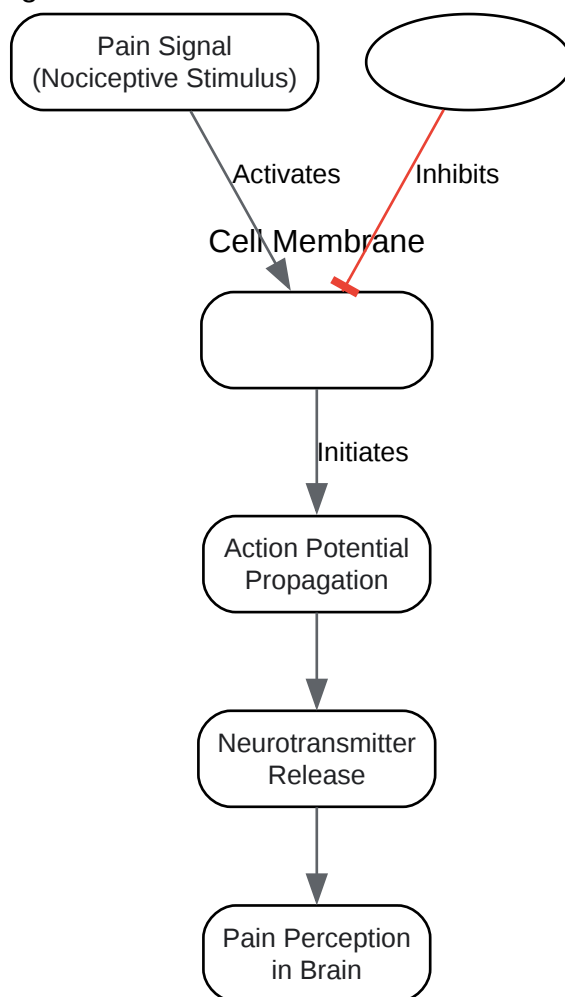 Pain Signal
(Nociceptive Stimulus)
Activates
Inhibits
Cell Membrane
Initiates
Action Potential
Propagation
Neurotransmitter
Release
Pain Perception
in Brain